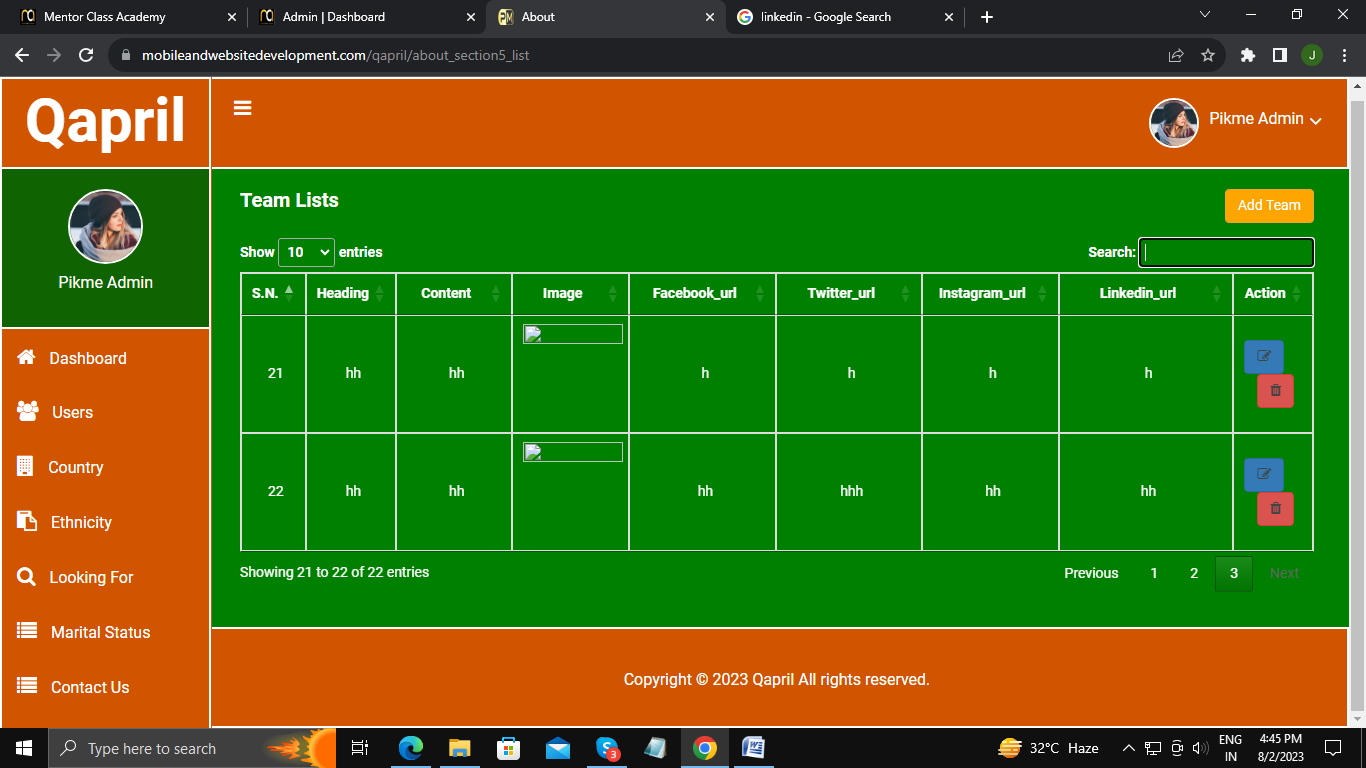 Mentor Class Academy
Admin | Dashboard
About
linkedin - Google Search
mobileandwebsitedevelopment.com/qapril/about_section5_list
J
Qapril
Pikme Admin
Pikme Admin
Dashboard
Users
Country
Ethnicity
Looking For
Marital Status
Contact Us
Team Lists
Add Team
Show 10 entries
Search:
S.N. Heading Content Image Facebook_url Twitter_url Instagram_url Linkedin_url Action
21 hh hh h h h h
22 hh hh hh hhh hh hh
Showing 21 to 22 of 22 entries
Previous 1 2 3 Next
Copyright © 2023 Qapril All rights reserved.
Type here to search
3
32°C Haze
ENG
IN
4:45 PM
8/2/2023